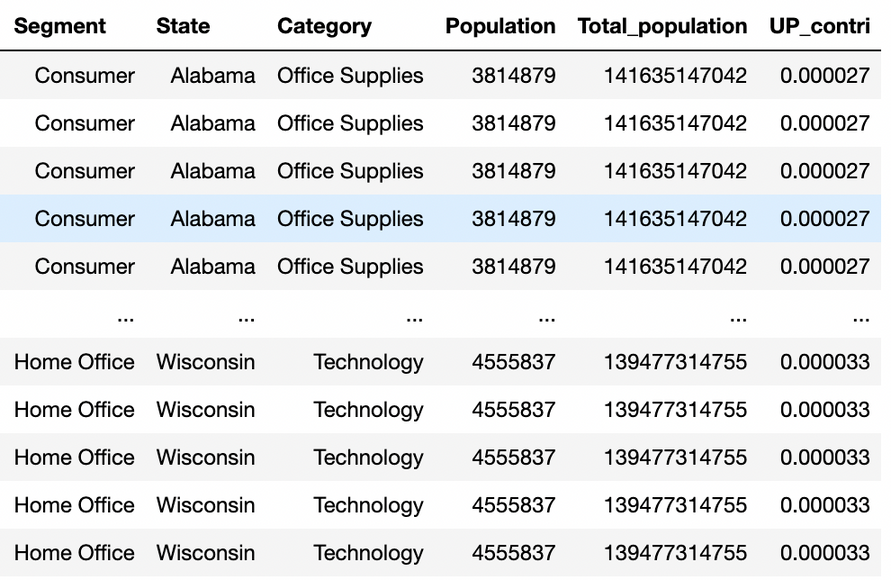 Segment State Category Population Total_population UP_contri
Consumer Alabama Office Supplies 3814879 141635147042 0.000027
Consumer Alabama Office Supplies 3814879 141635147042 0.000027
Consumer Alabama Office Supplies 3814879 141635147042 0.000027
Consumer Alabama Office Supplies 3814879 141635147042 0.000027
Consumer Alabama Office Supplies 3814879 141635147042 0.000027
... ... ... ... ... ...
Home Office Wisconsin Technology 4555837 139477314755 0.000033
Home Office Wisconsin Technology 4555837 139477314755 0.000033
Home Office Wisconsin Technology 4555837 139477314755 0.000033
Home Office Wisconsin Technology 4555837 139477314755 0.000033
Home Office Wisconsin Technology 4555837 139477314755 0.000033